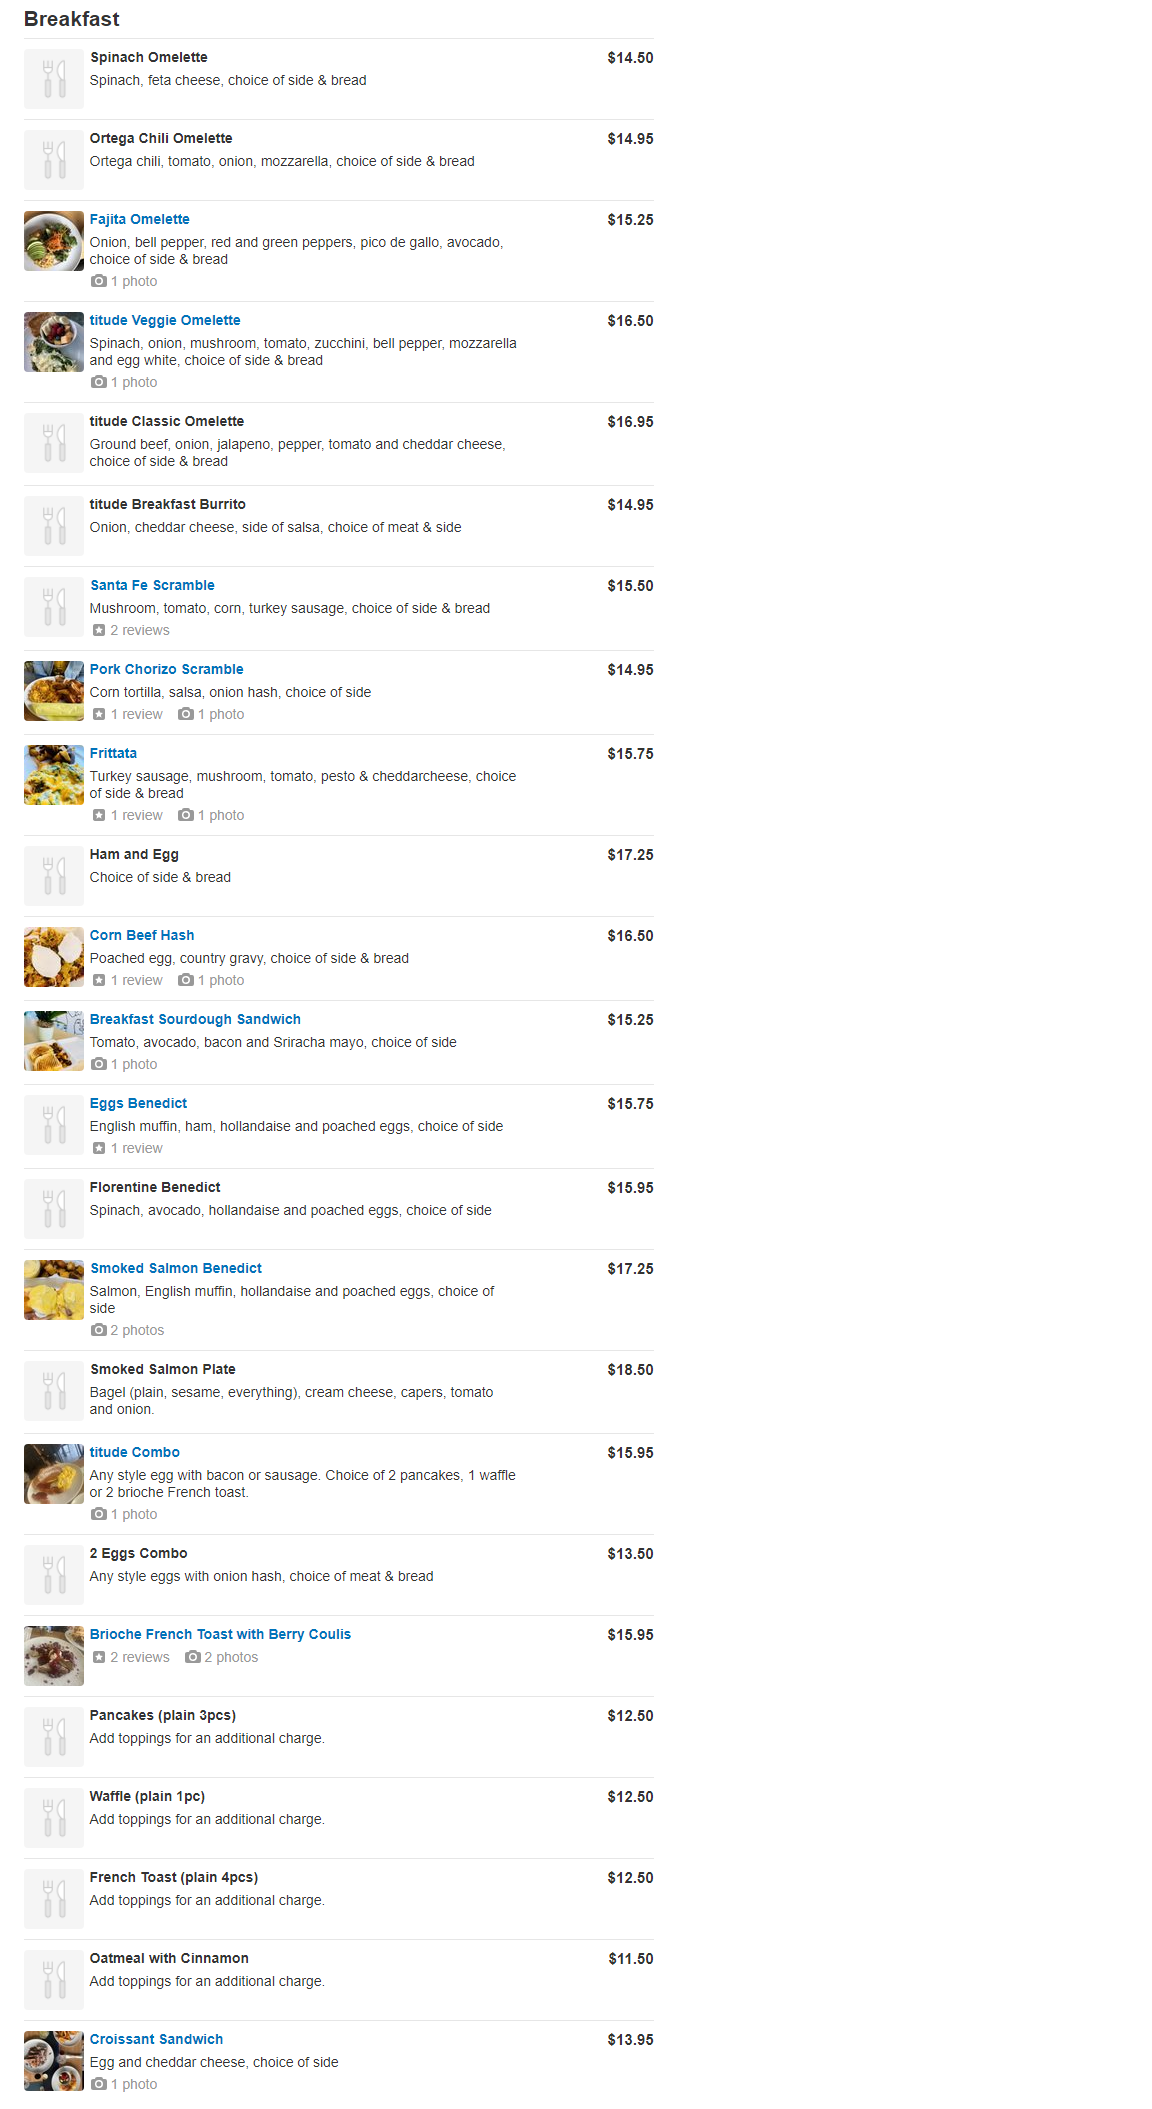 Breakfast
Spinach Omelette $14.50
Spinach, feta cheese, choice of side & bread
Ortega Chili Omelette $14.95
Ortega chili, tomato, onion, mozzarella, choice of side & bread
Fajita Omelette $15.25
Onion, bell pepper, red and green peppers, pico de gallo, avocado,
choice of side & bread
1 photo
titude Veggie Omelette $16.50
Spinach, onion, mushroom, tomato, zucchini, bell pepper, mozzarella
and egg white, choice of side & bread
1 photo
titude Classic Omelette $16.95
Ground beef, onion, jalapeno, pepper, tomato and cheddar cheese,
choice of side & bread
titude Breakfast Burrito $14.95
Onion, cheddar cheese, side of salsa, choice of meat & side
Santa Fe Scramble $15.50
Mushroom, tomato, corn, turkey sausage, choice of side & bread
2 reviews
Pork Chorizo Scramble $14.95
Corn tortilla, salsa, onion hash, choice of side
1 review 1 photo
Frittata $15.75
Turkey sausage, mushroom, tomato, pesto & cheddarcheese, choice
of side & bread
1 review 1 photo
Ham and Egg $17.25
Choice of side & bread
Corn Beef Hash $16.50
Poached egg, country gravy, choice of side & bread
1 review 1 photo
Breakfast Sourdough Sandwich $15.25
Tomato, avocado, bacon and Sriracha mayo, choice of side
1 photo
Eggs Benedict $15.75
English muffin, ham, hollandaise and poached eggs, choice of side
1 review
Florentine Benedict $15.95
Spinach, avocado, hollandaise and poached eggs, choice of side
Smoked Salmon Benedict $17.25
Salmon, English muffin, hollandaise and poached eggs, choice of
side
2 photos
Smoked Salmon Plate $18.50
Bagel (plain, sesame, everything), cream cheese, capers, tomato
and onion.
titude Combo $15.95
Any style egg with bacon or sausage. Choice of 2 pancakes, 1 waffle
or 2 brioche French toast.
1 photo
2 Eggs Combo $13.50
Any style eggs with onion hash, choice of meat & bread
Brioche French Toast with Berry Coulis $15.95
2 reviews 2 photos
Pancakes (plain 3pcs) $12.50
Add toppings for an additional charge.
Waffle (plain 1pc) $12.50
Add toppings for an additional charge.
French Toast (plain 4pcs) $12.50
Add toppings for an additional charge.
Oatmeal with Cinnamon $11.50
Add toppings for an additional charge.
Croissant Sandwich $13.95
Egg and cheddar cheese, choice of side
1 photo